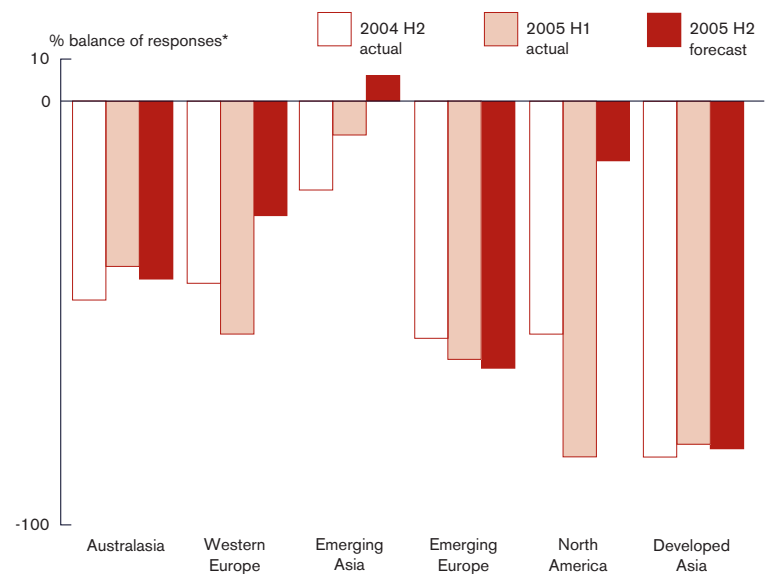 % balance of responses*
2004 H2
actual
2005 H1
actual
2005 H2
forecast
10
0
-100
Australasia
Western
Europe
Emerging
Asia
Emerging
Europe
North
America
Developed
Asia